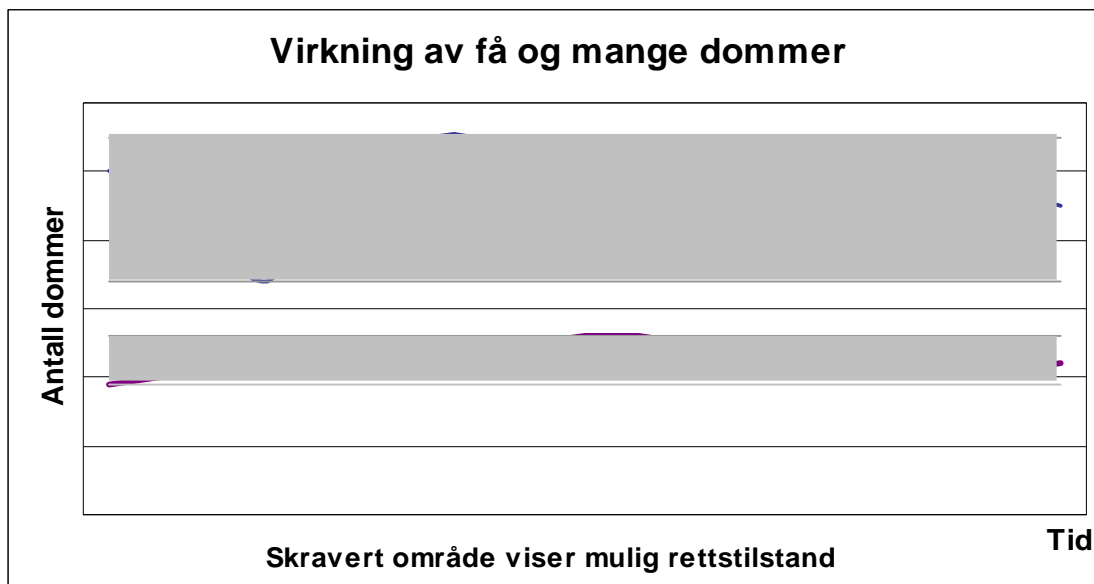 Virkning av få og mange dommer
Antall dommer
Tid
Skravert område viser mulig rettstilstand